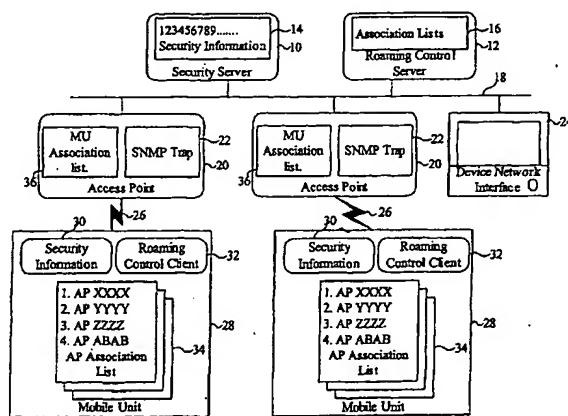 123456789.......
Security Information
Security Server
14
10
Association Lists
Roaming Control
Server
16
12
18
MU
Association
list.
SNMP Trap
Access Point
22
20
36
MU
Association
list.
SNMP Trap
Access Point
22
20
36
Device Network
Interface O
24
26
26
30
Security
Information
Roaming
Control Client
32
1. AP XXXX
2. AP YYYY
3. AP ZZZZ
4. AP ABAB
AP Association
List
28
34
Mobile Unit
30
Security
Information
Roaming
Control Client
32
1. AP XXXX
2. AP YYYY
3. AP ZZZZ
4. AP ABAB
AP Association
List
28
34
Mobile Unit